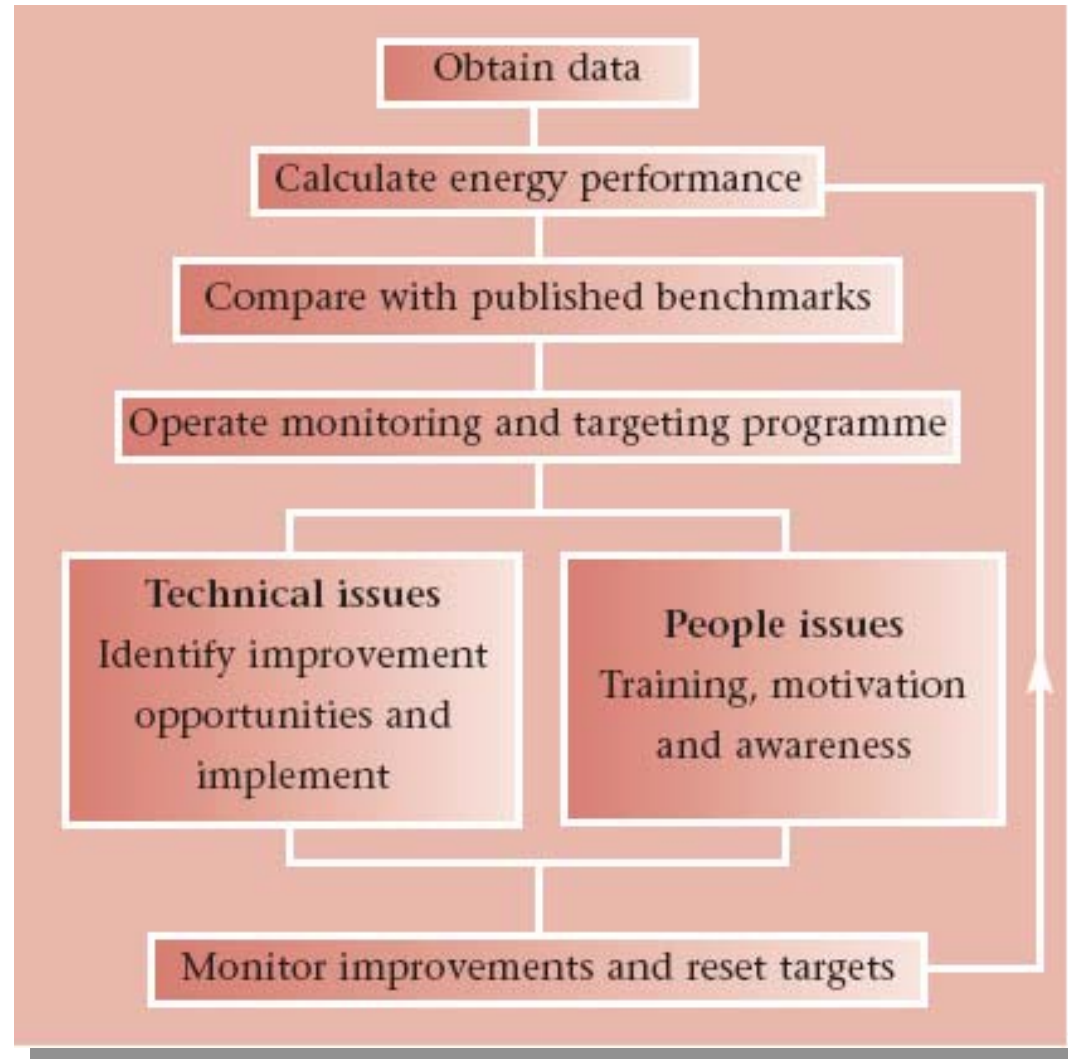 Obtain data
Calculate energy performance
Compare with published benchmarks
Operate monitoring and targeting programme
Technical issues
Identify improvement
opportunities and
implement
People issues
Training, motivation
and awareness
Monitor improvements and reset targets